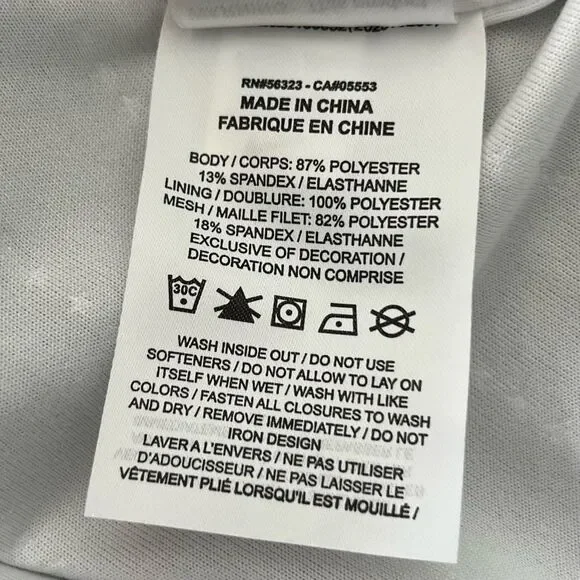 RN#56323 - CA#05553
MADE IN CHINA
FABRIQUE EN CHINE
BODY / CORPS: 87% POLYESTER
13% SPANDEX / ELASTHANNE
LINING / DOUBLURE: 100% POLYESTER
MESH / MAILLE FILET: 82% POLYESTER
18% SPANDEX / ELASTHANNE
EXCLUSIVE OF DECORATION /
DECORATION NON COMPRISE
30C
WASH INSIDE OUT / DO NOT USE
SOFTENERS / DO NOT ALLOW TO LAY ON
ITSELF WHEN WET / WASH WITH LIKE
COLORS / FASTEN ALL CLOSURES TO WASH
AND DRY / REMOVE IMMEDIATELY / DO NOT
IRON DESIGN
LAVER A L'ENVERS / NE PAS UTILISER
D'ADOUCISSEUR / NE PAS LAISSER LE
VÊTEMENT PLIÉ LORSQU'IL EST MOUILLÉ /